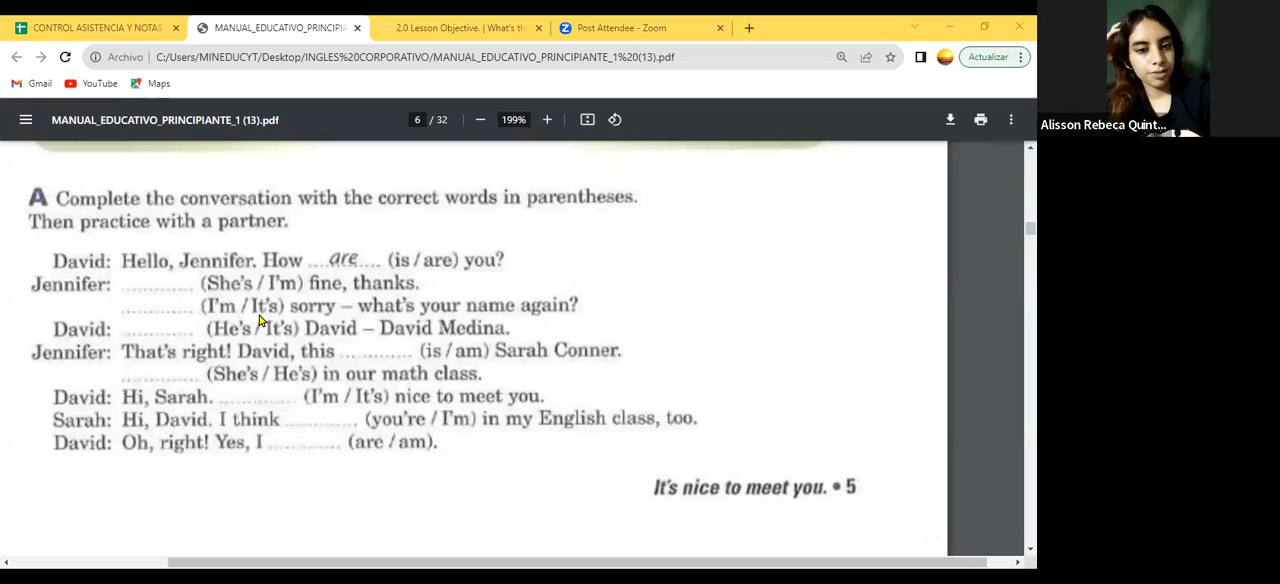 CONTROL ASISTENCIA Y NOTAS
MANUAL_EDUCATIVO_PRINCIPIANTE_1
2.0 Lesson Objective. | What's th
Post Attendee - Zoom
Archivo
C:/Users/MINEDUCYT/Desktop/INGLES%20CORPORATIVO/MANUAL_EDUCATIVO_PRINCIPIANTE_1%20(13).pdf
Actualizar
Gmail
YouTube
Maps
MANUAL_EDUCATIVO_PRINCIPIANTE_1 (13).pdf
6 / 32
199%
Alisson Rebeca Quint...
A Complete the conversation with the correct words in parentheses.
Then practice with a partner.
David: Hello, Jennifer. How ....are.... (is / are) you?
Jennifer: ............ (She's / I'm) fine, thanks.
............ (I'm / It's) sorry – what's your name again?
David: ............ (He's / It's) David – David Medina.
Jennifer: That's right! David, this ............ (is / am) Sarah Conner.
............ (She's / He's) in our math class.
David: Hi, Sarah. ............ (I'm / It's) nice to meet you.
Sarah: Hi, David. I think ............ (you're / I'm) in my English class, too.
David: Oh, right! Yes, I ............ (are / am).
It's nice to meet you. • 5